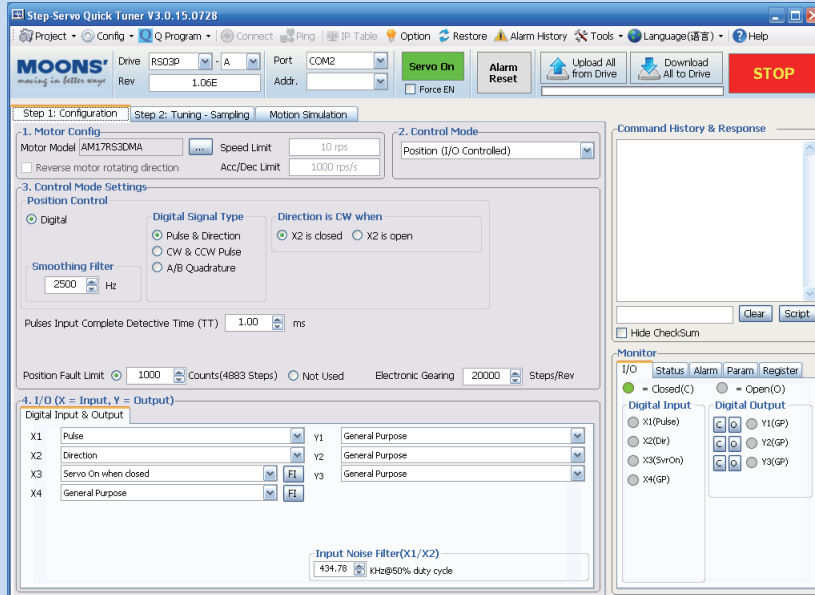 Step-Servo Quick Tuner V3.0.15.0728
Project Config Q Program Connect Ping IP Table Option Restore Alarm History Tools Language(语言) Help
MOONS'
moving in better ways
Drive RS03P - A Port COM2
Rev 1.06E Addr.
Servo On
Force EN
Alarm Reset
Upload All from Drive
Download All to Drive
STOP
Step 1: Configuration Step 2: Tuning - Sampling Motion Simulation
1. Motor Config
Motor Model AM17RS3DMA ... Speed Limit 10 rps
Reverse motor rotating direction Acc/Dec Limit 1000 rps/s
2. Control Mode
Position (I/O Controlled)
3. Control Mode Settings
Position Control
Digital
Digital Signal Type
Pulse & Direction
CW & CCW Pulse
A/B Quadrature
Direction is CW when
X2 is closed X2 is open
Smoothing Filter
2500 Hz
Pulses Input Complete Detective Time (TT) 1.00 ms
Position Fault Limit 1000 Counts(4883 Steps) Not Used Electronic Gearing 20000 Steps/Rev
4. I/O (X = Input, Y = Output)
Digital Input & Output
X1 Pulse Y1 General Purpose
X2 Direction Y2 General Purpose
X3 Servo On when closed FI Y3 General Purpose
X4 General Purpose FI
Input Noise Filter(X1/X2)
434.78 KHz@50% duty cycle
Command History & Response
Clear Script
Hide CheckSum
Monitor
I/O Status Alarm Param Register
= Closed(C) = Open(O)
Digital Input Digital Output
X1(Pulse) C O Y1(GP)
X2(Dir) C O Y2(GP)
X3(SvrOn) C O Y3(GP)
X4(GP)